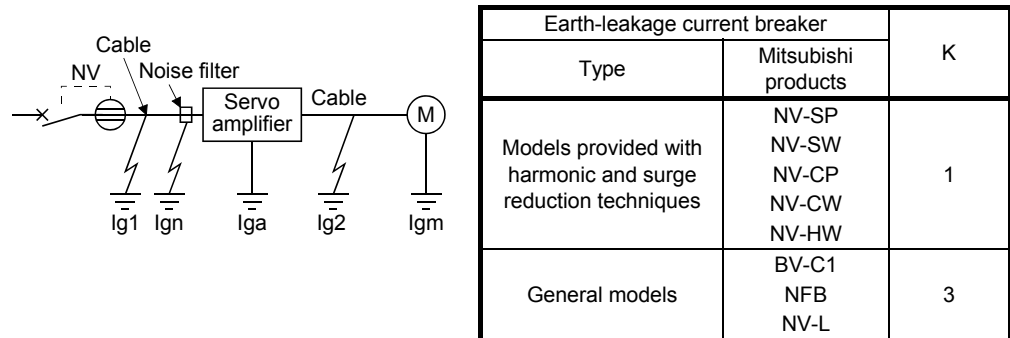 Cable
NV
Noise filter
Servo
amplifier
Cable
M
Ig1
Ign
Iga
Ig2
Igm
Earth-leakage current breaker
K
Type
Mitsubishi
products
Models provided with
harmonic and surge
reduction techniques
NV-SP
NV-SW
NV-CP
NV-CW
NV-HW
1
General models
BV-C1
NFB
NV-L
3